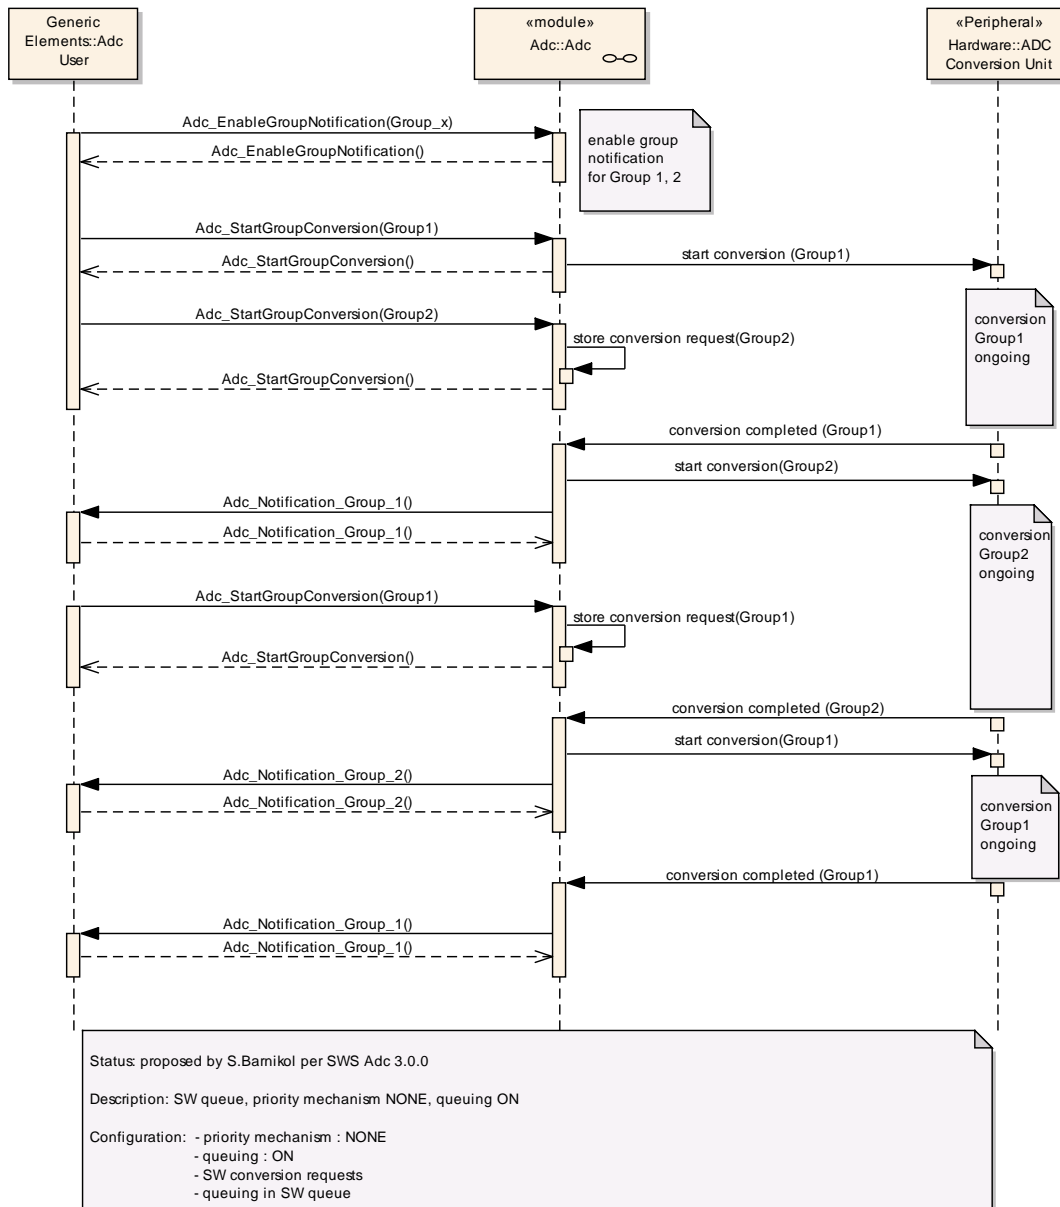 Generic
Elements::Adc
User
«module»
Adc::Adc
«Peripheral»
Hardware::ADC
Conversion Unit
Adc_EnableGroupNotification(Group_x)
Adc_EnableGroupNotification()
enable group
notification
for Group 1, 2
Adc_StartGroupConversion(Group1)
Adc_StartGroupConversion()
start conversion (Group1)
Adc_StartGroupConversion(Group2)
store conversion request(Group2)
conversion
Group1
ongoing
Adc_StartGroupConversion()
conversion completed (Group1)
start conversion(Group2)
Adc_Notification_Group_1()
Adc_Notification_Group_1()
conversion
Group2
ongoing
Adc_StartGroupConversion(Group1)
store conversion request(Group1)
Adc_StartGroupConversion()
conversion completed (Group2)
start conversion(Group1)
Adc_Notification_Group_2()
Adc_Notification_Group_2()
conversion
Group1
ongoing
conversion completed (Group1)
Adc_Notification_Group_1()
Adc_Notification_Group_1()
Status: proposed by S.Barnikol per SWS Adc 3.0.0
Description: SW queue, priority mechanism NONE, queuing ON
Configuration: - priority mechanism : NONE
- queuing : ON
- SW conversion requests
- queuing in SW queue